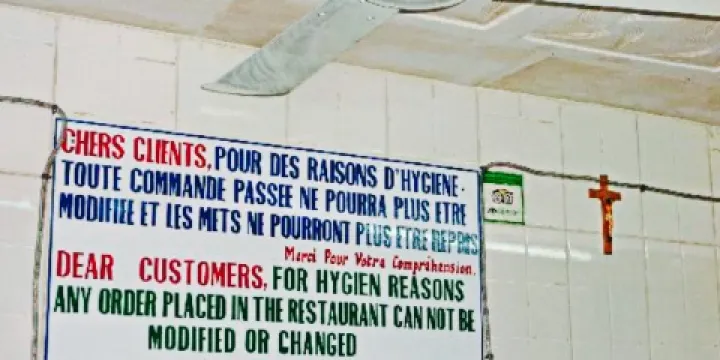 CHERS CLIENTS, POUR DES RAISONS D'HYGIENE.
TOUTE COMMANDE PASSEE NE POURRA PLUS ETRE
MODIFIEE ET LES METS NE POURRONT PLUS ETRE REPRIS
Merci Pour Votre Compréhension.
DEAR CUSTOMERS, FOR HYGIEN REASONS
ANY ORDER PLACED IN THE RESTAURANT CAN NOT BE
MODIFIED OR CHANGED